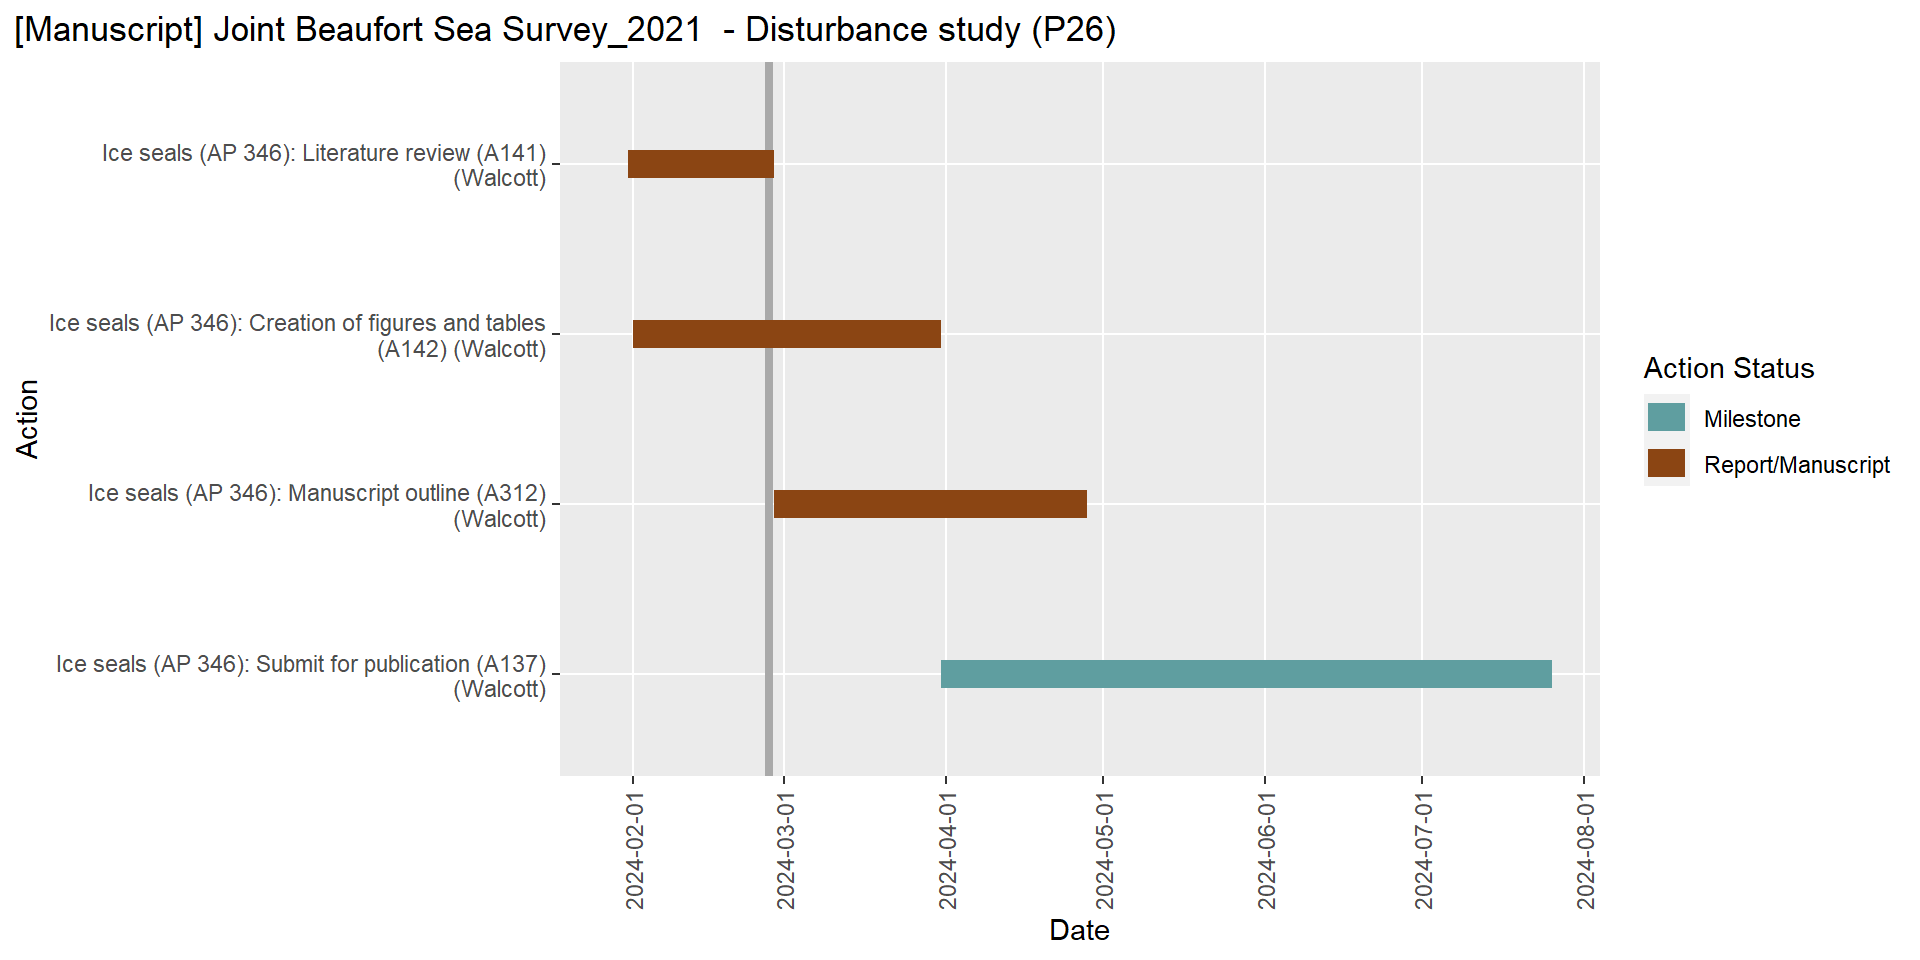 [Manuscript] Joint Beaufort Sea Survey_2021  - Disturbance study (P26)
Ice seals (AP 346): Literature review (A141)
(Walcott)
Ice seals (AP 346): Creation of figures and tables
(A142) (Walcott)
Ice seals (AP 346): Manuscript outline (A312)
(Walcott)
Ice seals (AP 346): Submit for publication (A137)
(Walcott)
Action
2024-02-01
2024-03-01
2024-04-01
2024-05-01
2024-06-01
2024-07-01
2024-08-01
Date
Action Status
Milestone
Report/Manuscript